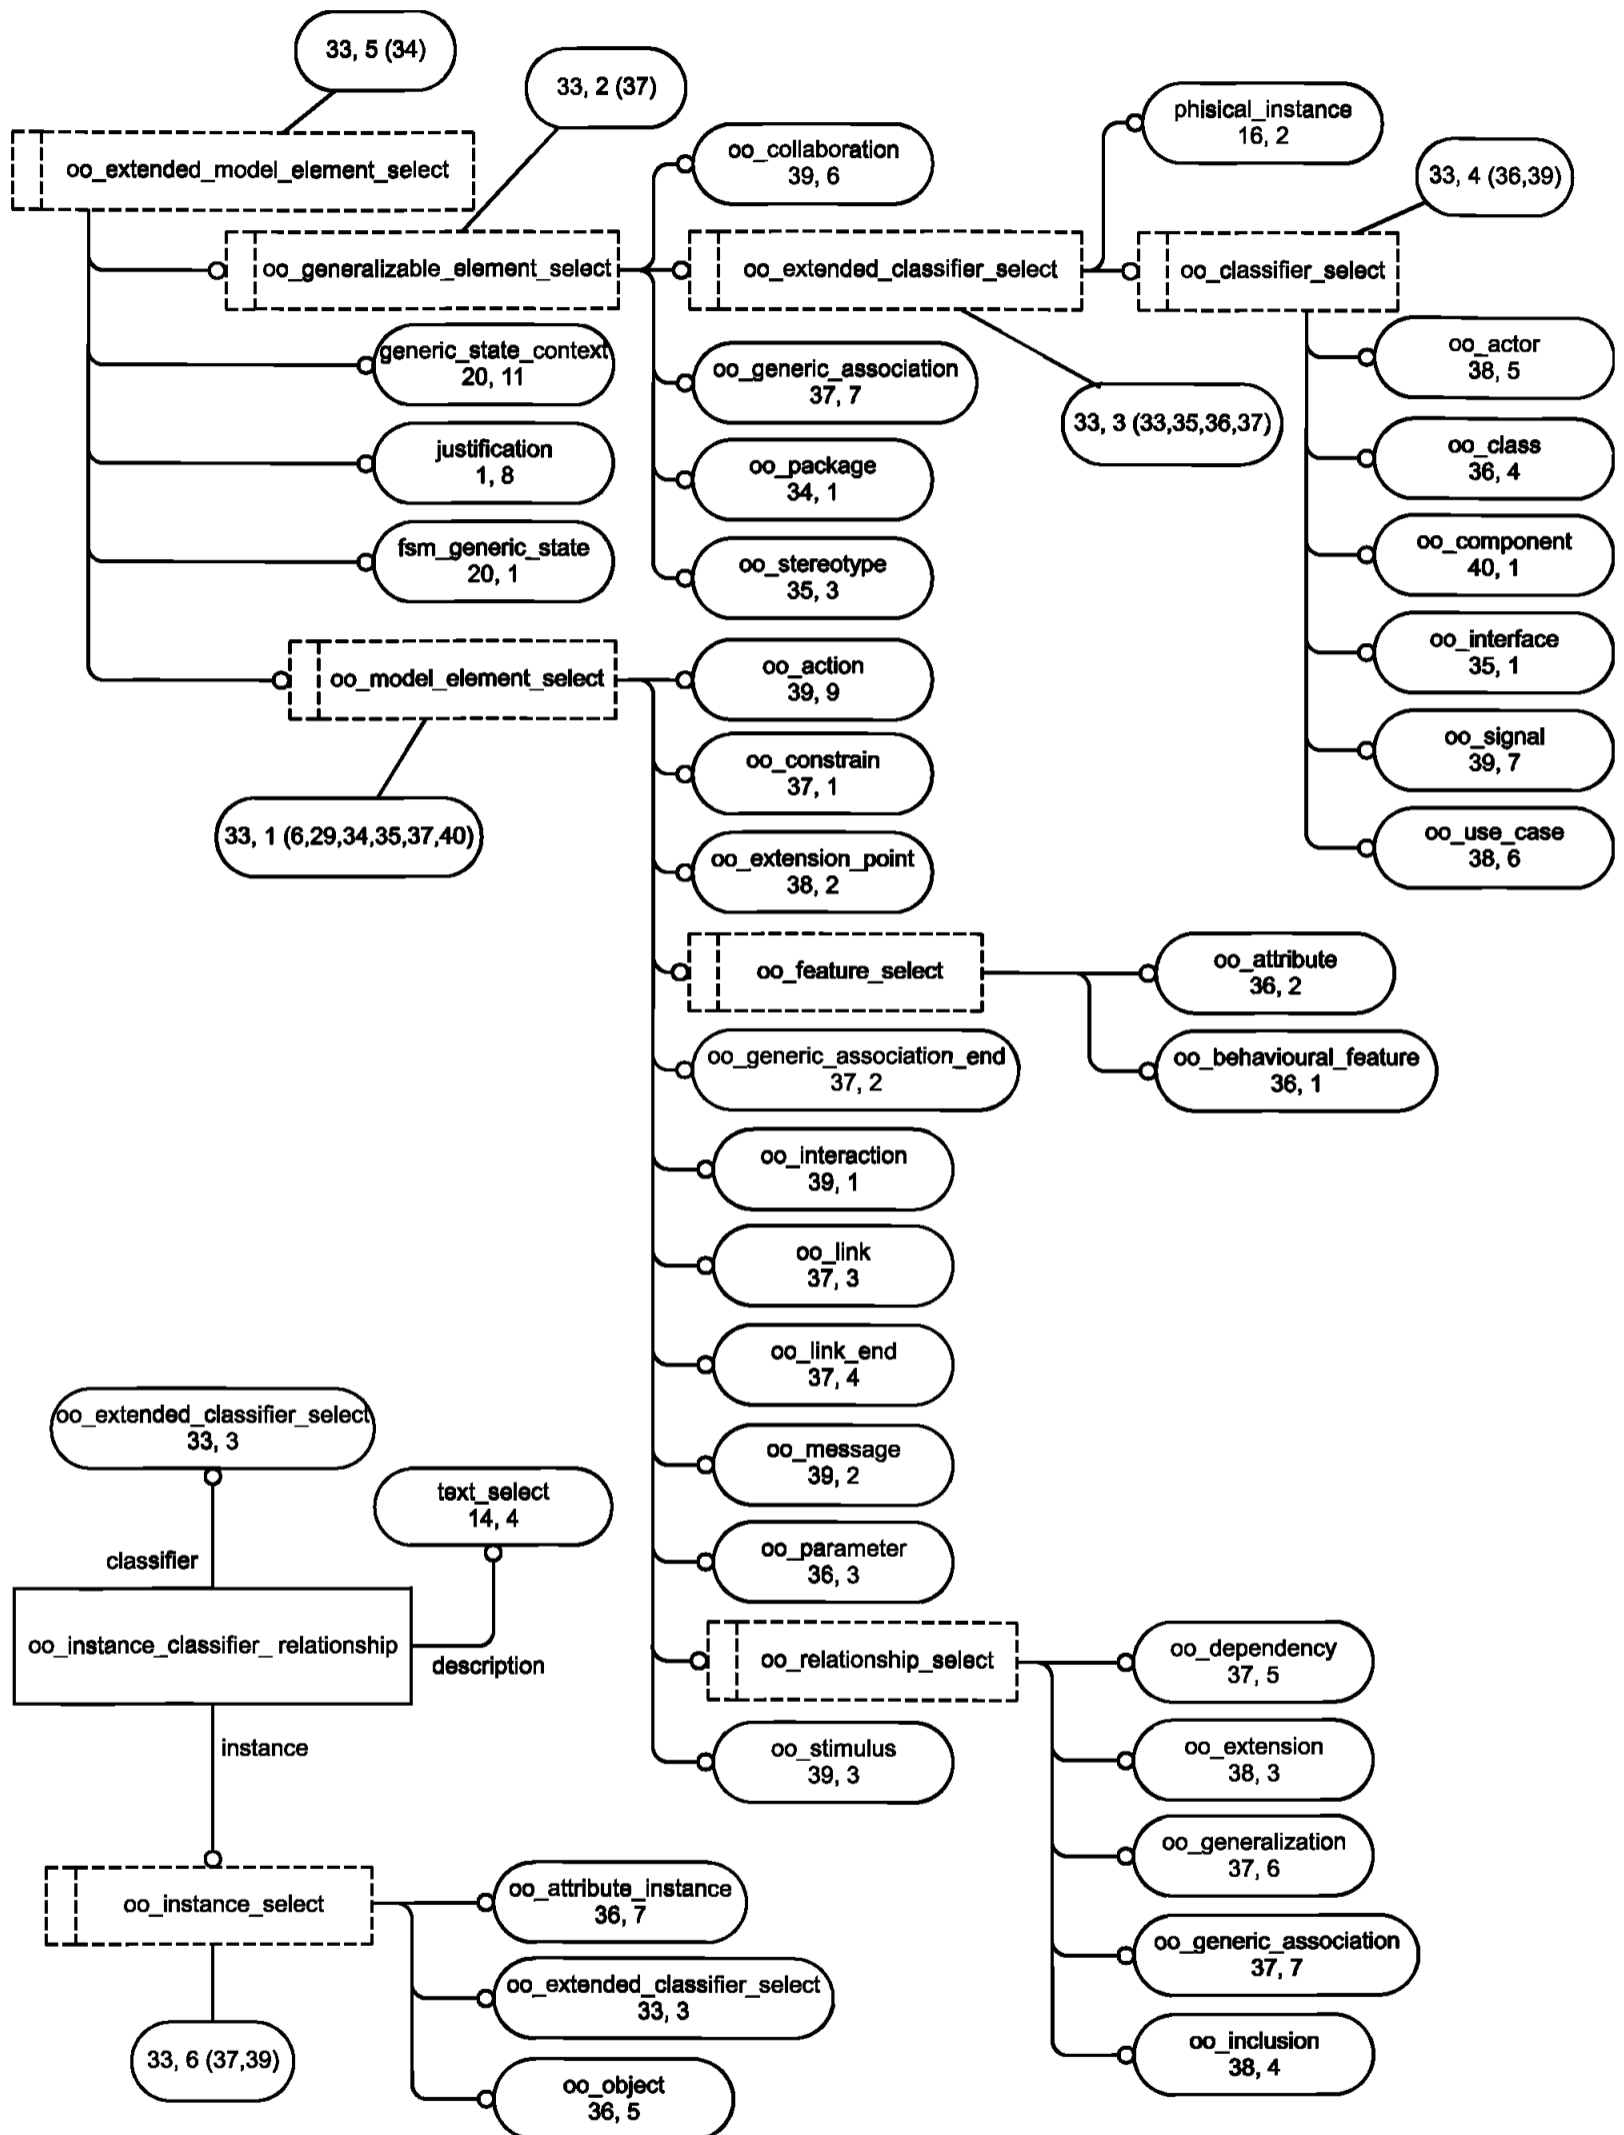 33, 5 (34)
33, 2 (37)
oo_extended_model_element_select
oo_collaboration
39, 6
phisical_instance
16, 2
33, 4 (36,39)
oo_generalizable_element_select
oo_extended_classifier_select
oo_classifier_select
generic_state_context
20, 11
oo_generic_association
37, 7
33, 3 (33,35,36,37)
oo_actor
38, 5
justification
1, 8
oo_package
34, 1
oo_class
36, 4
fsm_generic_state
20, 1
oo_stereotype
35, 3
oo_component
40, 1
oo_model_element_select
oo_action
39, 9
oo_interface
35, 1
33, 1 (6,29,34,35,37,40)
oo_constrain
37, 1
oo_signal
39, 7
oo_extension_point
38, 2
oo_use_case
38, 6
oo_feature_select
oo_attribute
36, 2
oo_generic_association_end
37, 2
oo_behavioural_feature
36, 1
oo_interaction
39, 1
oo_link
37, 3
oo_link_end
37, 4
oo_extended_classifier_select
33, 3
oo_message
39, 2
text_select
14, 4
classifier
oo_parameter
36, 3
oo_instance_classifier_ relationship
description
oo_relationship_select
oo_dependency
37, 5
instance
oo_stimulus
39, 3
oo_extension
38, 3
oo_generalization
37, 6
oo_instance_select
oo_attribute_instance
36, 7
oo_generic_association
37, 7
oo_extended_classifier_select
33, 3
33, 6 (37,39)
oo_object
36, 5
oo_inclusion
38, 4